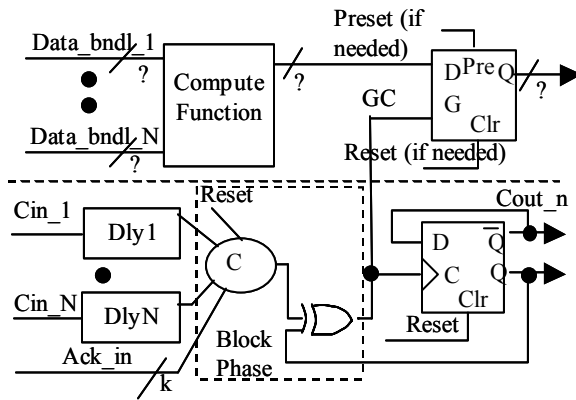 Data_bndl_1
?
Data_bndl_N
?
Compute
Function
?
Preset (if
needed)
D
Pre
Q
G
Clr
?
GC
Reset (if needed)
Cin_1
Dly1
Cin_N
DlyN
Ack_in
k
Reset
C
Block
Phase
Cout_n
D
Q
C
Q
Clr
Reset